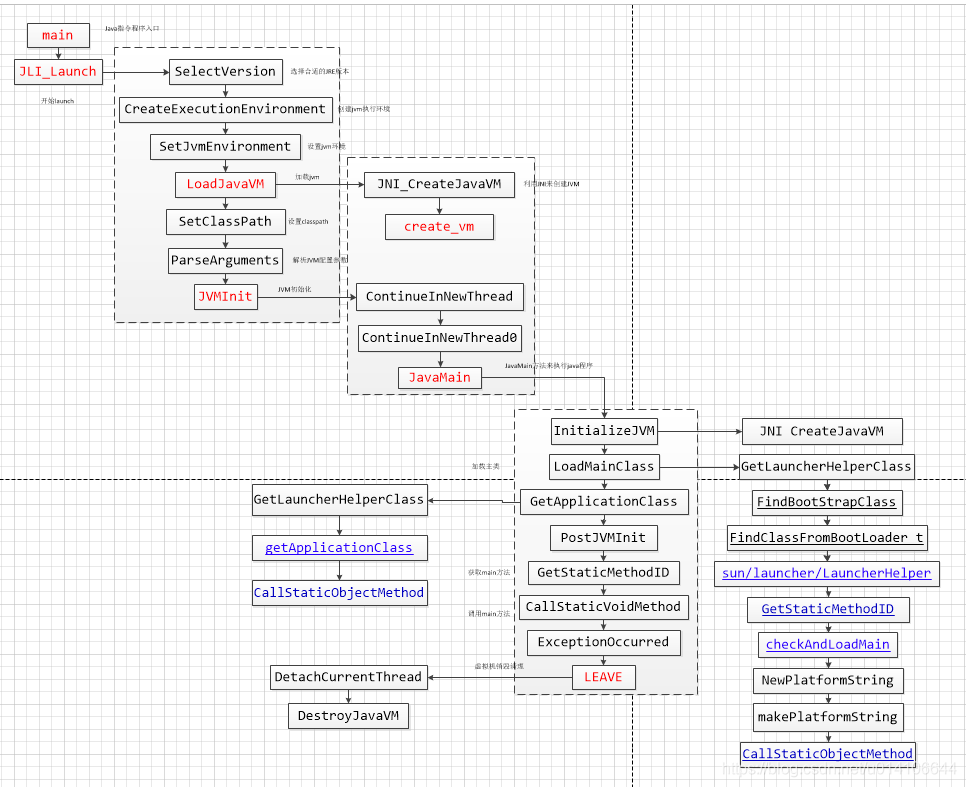 main
Java指令程序入口
JLI_Launch
开始launch
SelectVersion
选择合适的JRE版本
CreateExecutionEnvironment
创建jvm执行环境
SetJvmEnvironment
设置jvm环境
LoadJavaVM
加载jvm
SetClassPath
设置classpath
ParseArguments
解析JVM配置参数
JVMInit
JVM初始化
JNI_CreateJavaVM
利用JNI来创建JVM
create_vm
ContinueInNewThread
ContinueInNewThread0
JavaMain
JavaMain方法来执行java程序
InitializeJVM
加载主类
LoadMainClass
GetApplicationClass
PostJVMInit
获取main方法
GetStaticMethodID
调用main方法
CallStaticVoidMethod
ExceptionOccurred
虚拟机销毁清理
LEAVE
GetLauncherHelperClass
getApplicationClass
CallStaticObjectMethod
DetachCurrentThread
DestroyJavaVM
JNI CreateJavaVM
GetLauncherHelperClass
FindBootStrapClass
FindClassFromBootLoader t
sun/launcher/LauncherHelper
GetStaticMethodID
checkAndLoadMain
NewPlatformString
makePlatformString
CallStaticObjectMethod